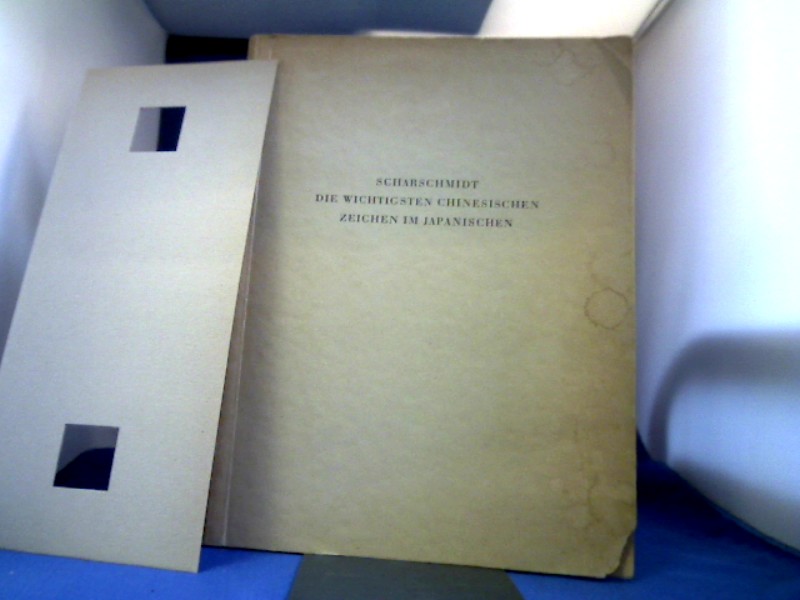 SCHARSCHMIDT
DIE WICHTIGSTEN CHINESISCHEN
ZEICHEN IM JAPANISCHEN